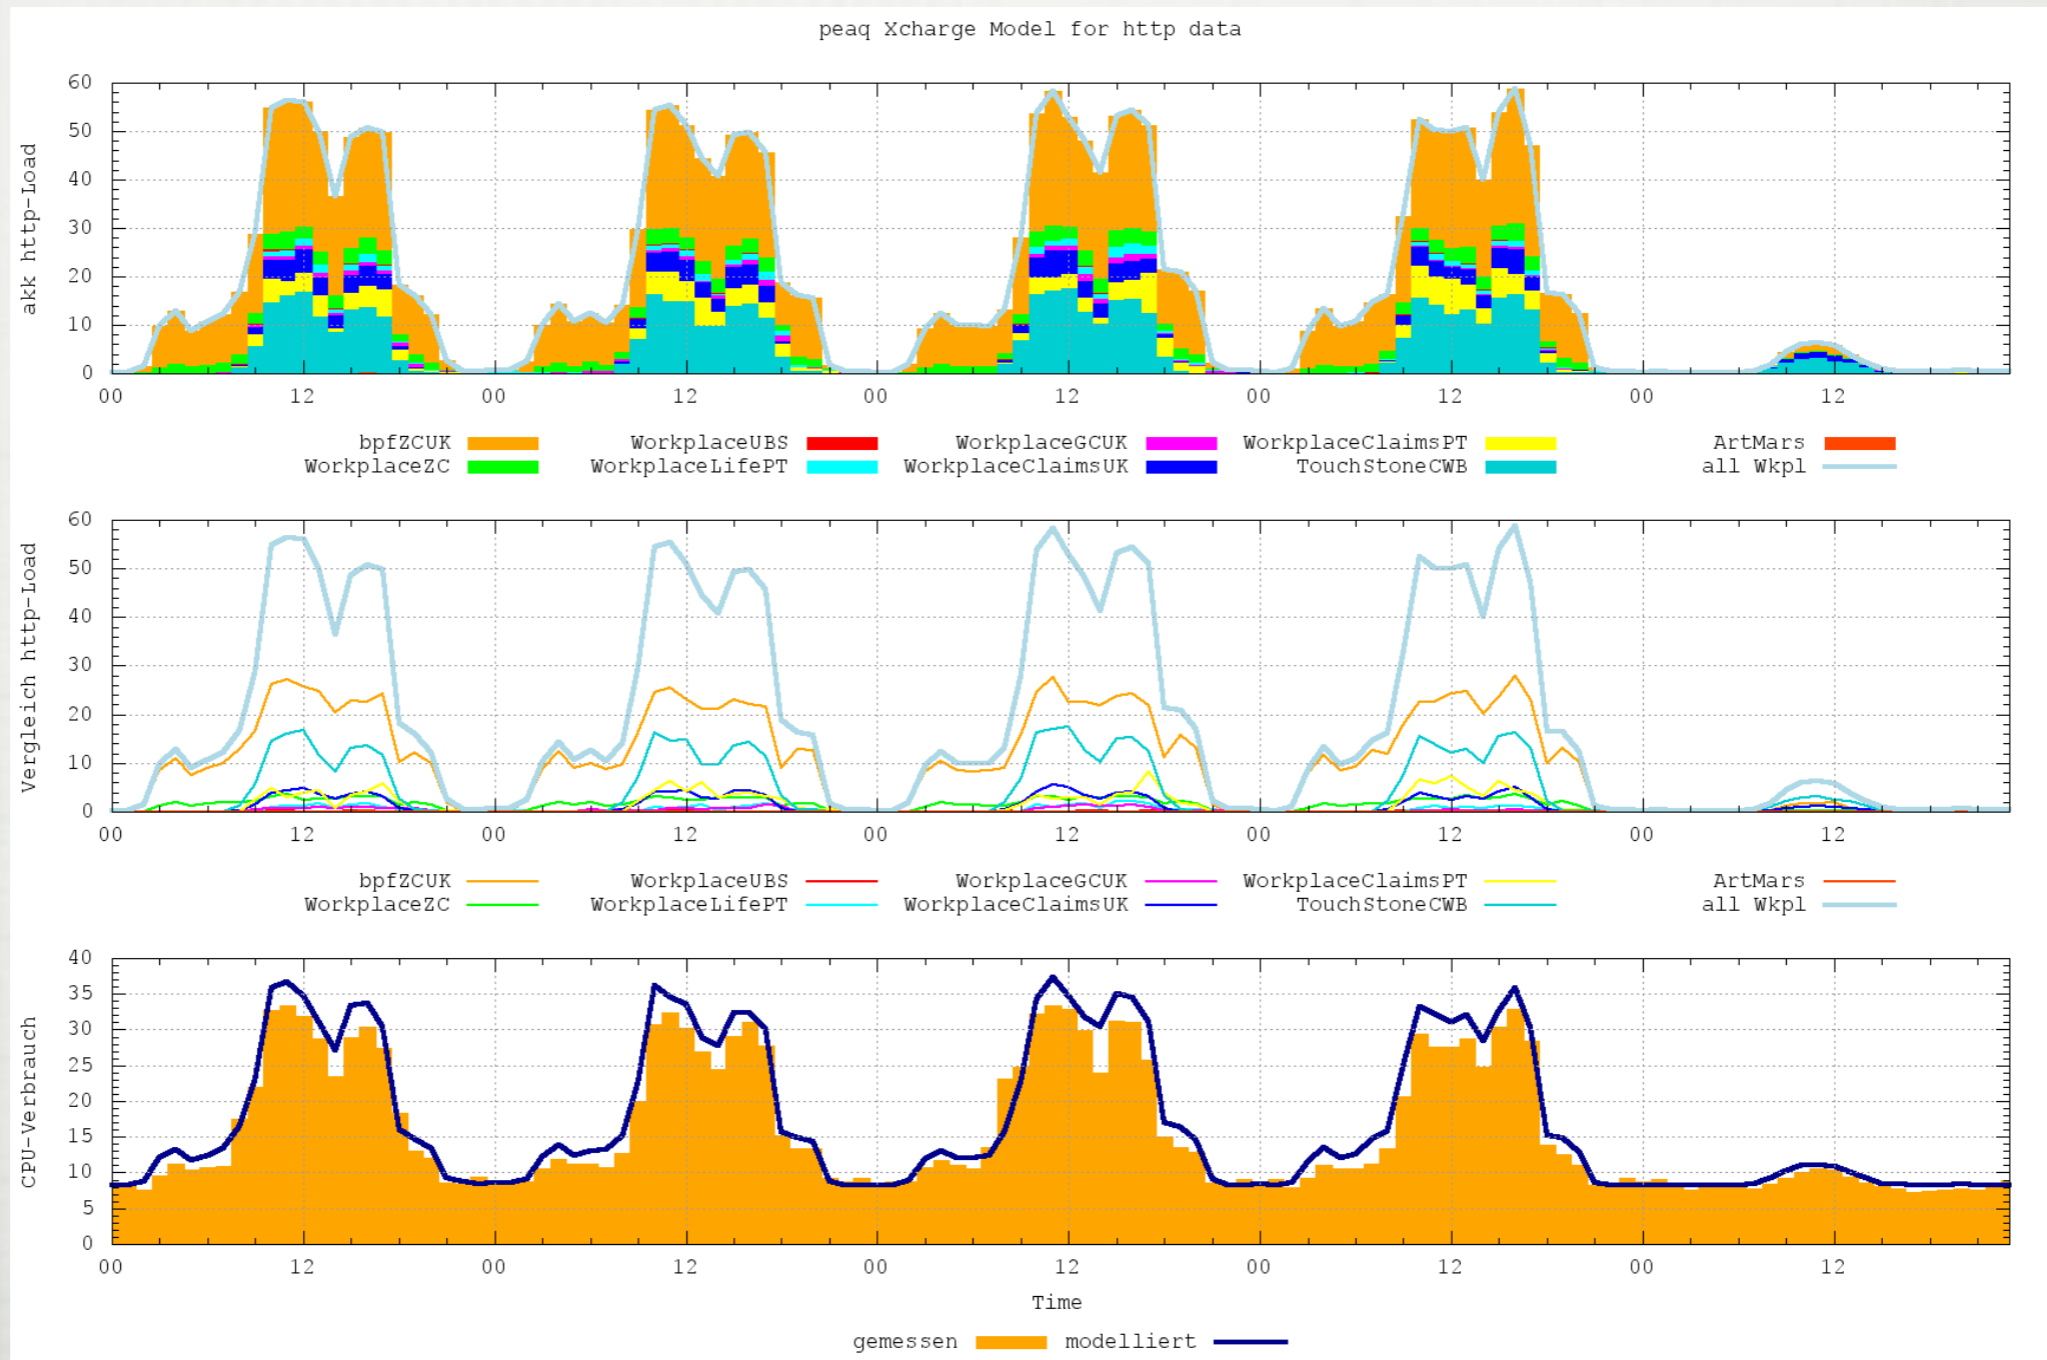 peaq Xcharge Model for http data
akk http-Load
60
50
40
30
20
10
0
00 12 00 12 00 12 00 12 00 12
bpfZCUK WorkplaceUBS WorkplaceGCUK WorkplaceClaimsPT ArtMars
WorkplaceZC WorkplaceLifePT WorkplaceClaimsUK TouchStoneCWB all Wkpl
Vergleich http-Load
60
50
40
30
20
10
0
00 12 00 12 00 12 00 12 00 12
bpfZCUK WorkplaceUBS WorkplaceGCUK WorkplaceClaimsPT ArtMars
WorkplaceZC WorkplaceLifePT WorkplaceClaimsUK TouchStoneCWB all Wkpl
CPU-Verbrauch
40
35
30
25
20
15
10
5
0
00 12 00 12 00 12 00 12 00 12
Time
gemessen modelliert